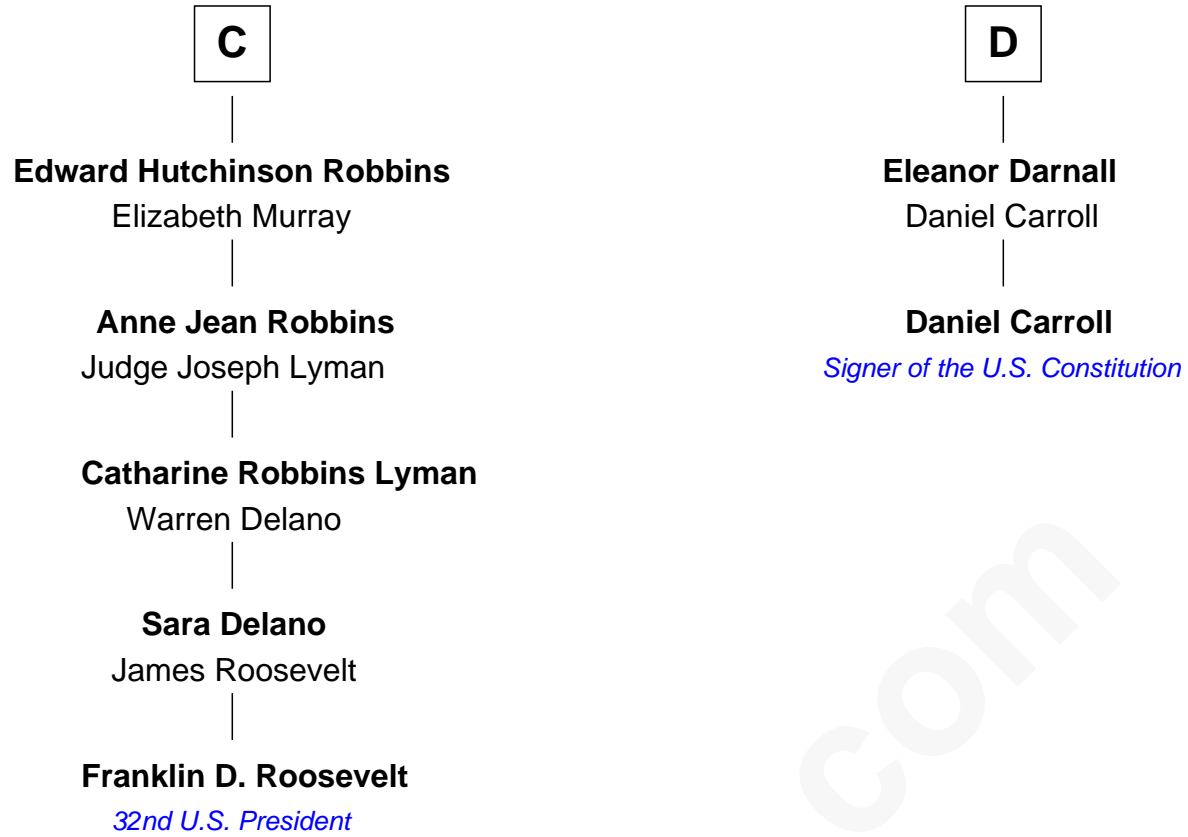 C
Edward Hutchinson Robbins
Elizabeth Murray
Anne Jean Robbins
Judge Joseph Lyman
Catharine Robbins Lyman
Warren Delano
Sara Delano
James Roosevelt
Franklin D. Roosevelt
32nd U.S. President
D
Eleanor Darnall
Daniel Carroll
Daniel Carroll
Signer of the U.S. Constitution
com